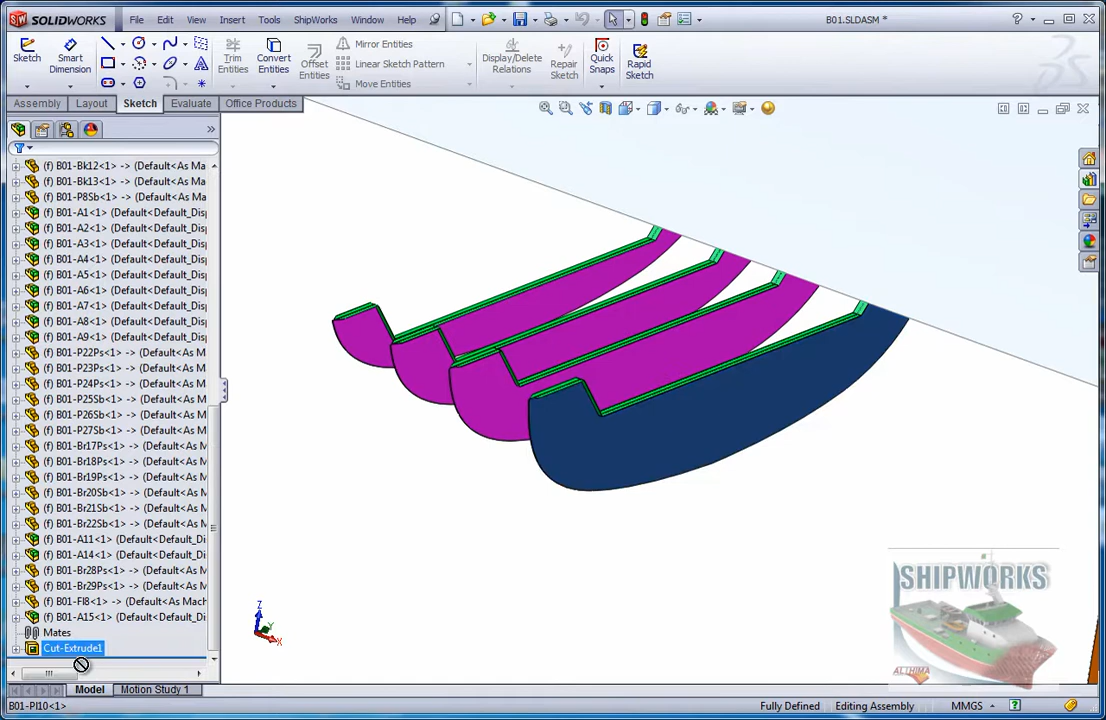 SOLIDWORKS File Edit View Insert Tools ShipWorks Window Help B01.SLDASM *
Sketch Smart Dimension Trim Entities Convert Entities Offset Entities Mirror Entities Linear Sketch Pattern Move Entities Display/Delete Relations Repair Sketch Quick Snaps Rapid Sketch
Assembly Layout Sketch Evaluate Office Products
(f) B01-Bk12<1> -> (Default<As Ma
(f) B01-Bk13<1> -> (Default<As Ma
(f) B01-P8Sb<1> -> (Default<As Ma
(f) B01-A1<1> (Default<Default_Disp
(f) B01-A2<1> (Default<Default_Disp
(f) B01-A3<1> (Default<Default_Disp
(f) B01-A4<1> (Default<Default_Disp
(f) B01-A5<1> (Default<Default_Disp
(f) B01-A6<1> (Default<Default_Disp
(f) B01-A7<1> (Default<Default_Disp
(f) B01-A8<1> (Default<Default_Disp
(f) B01-A9<1> (Default<Default_Disp
(f) B01-P22Ps<1> -> (Default<As M
(f) B01-P23Ps<1> -> (Default<As M
(f) B01-P24Ps<1> -> (Default<As M
(f) B01-P25Sb<1> -> (Default<As M
(f) B01-P26Sb<1> -> (Default<As M
(f) B01-P27Sb<1> -> (Default<As M
(f) B01-Br17Ps<1> -> (Default<As M
(f) B01-Br18Ps<1> -> (Default<As M
(f) B01-Br19Ps<1> -> (Default<As M
(f) B01-Br20Sb<1> -> (Default<As M
(f) B01-Br21Sb<1> -> (Default<As M
(f) B01-Br22Sb<1> -> (Default<As M
(f) B01-A11<1> (Default<Default_Di
(f) B01-A14<1> (Default<Default_Di
(f) B01-Br28Ps<1> -> (Default<As M
(f) B01-Br29Ps<1> -> (Default<As M
(f) B01-Fl8<1> -> (Default<As Mach
(f) B01-A15<1> (Default<Default_Di
Mates
Cut-Extrude1
Z
Y
X
SHIPWORKS
ALTHIMA
Model Motion Study 1
B01-Pl10<1> Fully Defined Editing Assembly MMGS